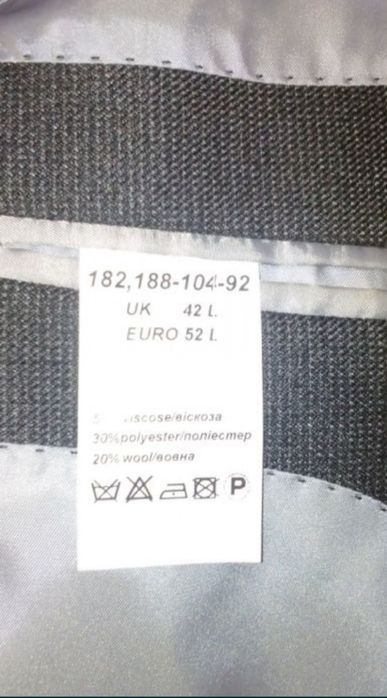 182,188-104-92
UK 42 L
EURO 52 L
viscose/віскоза
30%polyester/поліестер
20% wool/вовна
P